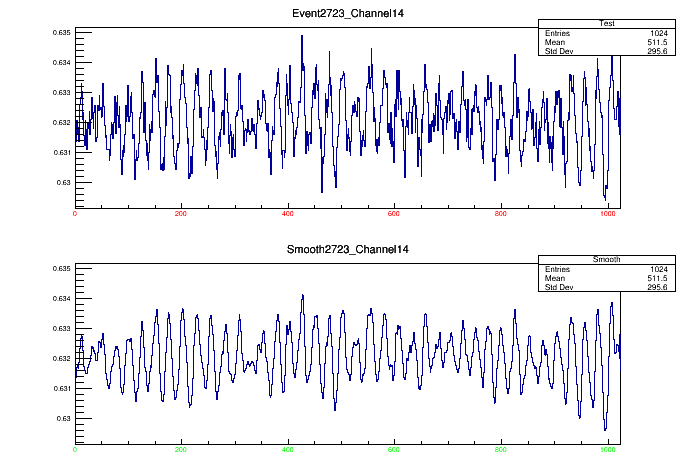 Event2723_Channel14
Test
Entries 1024
Mean 511.5
Std Dev 295.6
0.635
0.634
0.633
0.632
0.631
0.63
0 200 400 600 800 1000
Smooth2723_Channel14
Smooth
Entries 1024
Mean 511.5
Std Dev 295.6
0.635
0.634
0.633
0.632
0.631
0.63
0 200 400 600 800 1000